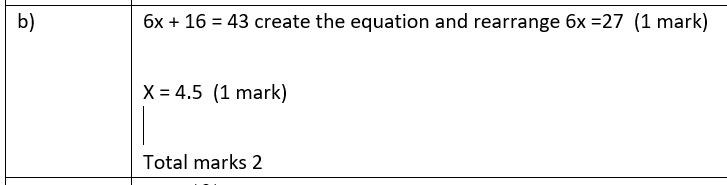 b)
6x + 16 = 43 create the equation and rearrange 6x =27  (1 mark)
X = 4.5  (1 mark)
Total marks 2